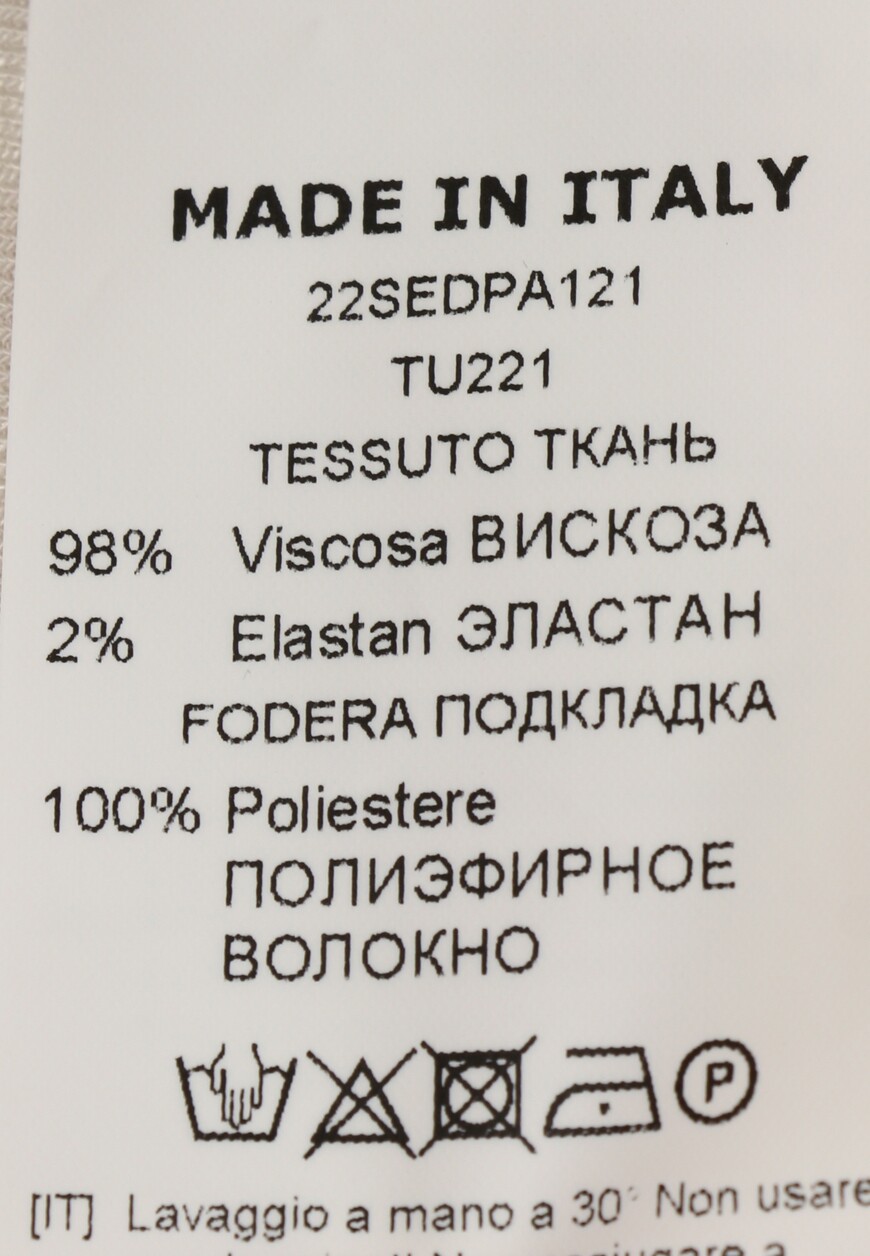 MADE IN ITALY
22SEDPA121
TU221
TESSUTO ТКАНЬ
98% Viscosa ВИСКОЗА
2% Elastan ЭЛАСТАН
FODERA ПОДКЛАДКА
100% Poliestere
ПОЛИЭФИРНОЕ
ВОЛОКНО
P
[IT] Lavaggio a mano a 30° Non usare